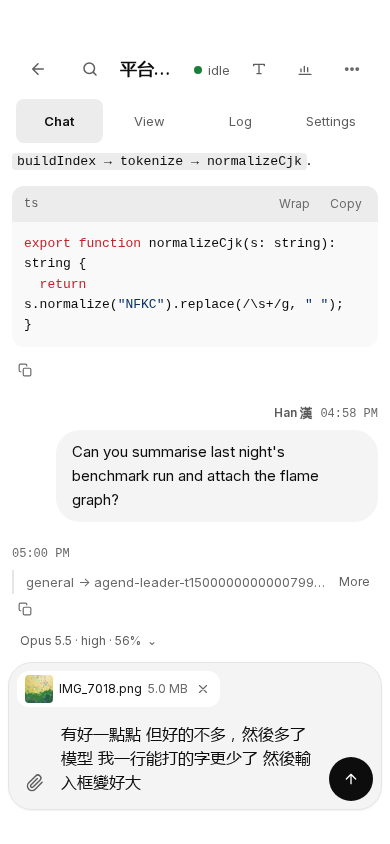 平台… idle
Chat View Log Settings
buildIndex → tokenize → normalizeCjk.
ts Wrap Copy
export function normalizeCjk(s: string):
string {
return
s.normalize("NFKC").replace(/\s+/g, " ");
}
Han 漢 04:58 PM
Can you summarise last night's
benchmark run and attach the flame
graph?
05:00 PM
general → agend-leader-t1500000000000799… More
Opus 5.5 · high · 56%
IMG_7018.png 5.0 MB
有好一點點 但好的不多，然後多了
模型 我一行能打的字更少了 然後輸
入框變好大